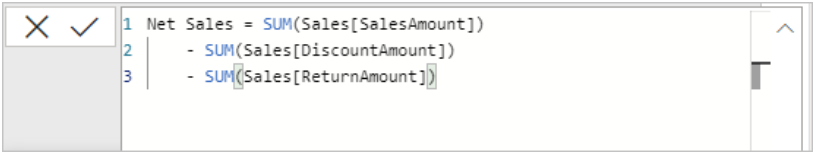 1 Net Sales = SUM(Sales[SalesAmount])
2 - SUM(Sales[DiscountAmount])
3 - SUM(Sales[ReturnAmount])